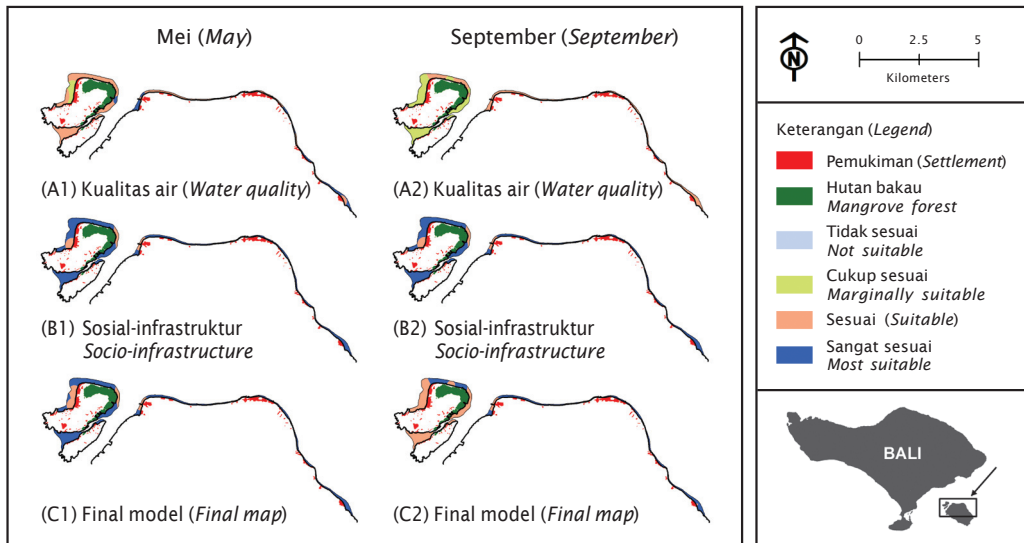 Mei (May)
September (September)
(A1) Kualitas air (Water quality)
(A2) Kualitas air (Water quality)
(B1) Sosial-infrastruktur
Socio-infrastructure
(B2) Sosial-infrastruktur
Socio-infrastructure
(C1) Final model (Final map)
(C2) Final model (Final map)
N
0 2.5 5
Kilometers
Keterangan (Legend)
Pemukiman (Settlement)
Hutan bakau
Mangrove forest
Tidak sesuai
Not suitable
Cukup sesuai
Marginally suitable
Sesuai (Suitable)
Sangat sesuai
Most suitable
BALI